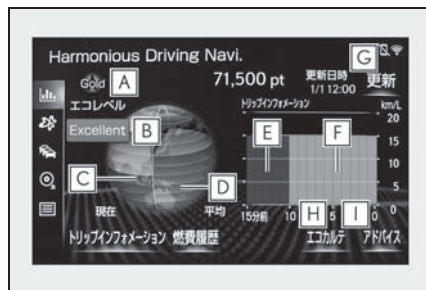 Harmonious Driving Navi.
G
Gold A
71,500 pt
更新日時
1/1 12:00
更新
エコレベル
トリップインフォメーション km/L
Excellent B
20
E F
15
C D
10
5
現在 平均
H I
15分前 10 5 0 0
トリップインフォメーション 燃費履歴 エコカルテ アドバイス